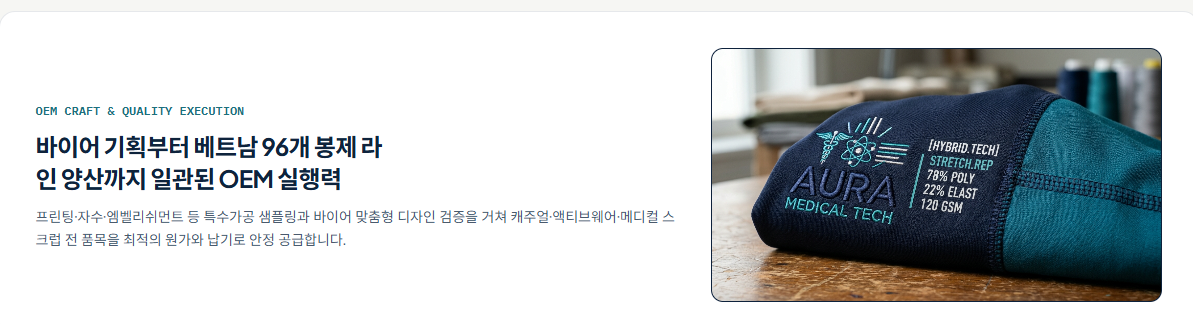 OEM CRAFT & QUALITY EXECUTION
바이어 기획부터 베트남 96개 봉제 라
인 양산까지 일관된 OEM 실행력
프린팅·자수·엠벨리쉬먼트 등 특수가공 샘플링과 바이어 맞춤형 디자인 검증을 거쳐 캐주얼·액티브웨어·메디컬 스
크럽 전 품목을 최적의 원가와 납기로 안정 공급합니다.
AURA
MEDICAL TECH
[HYBRID.TECH]
STRETCH.REP
78% POLY
22% ELAST
120 GSM